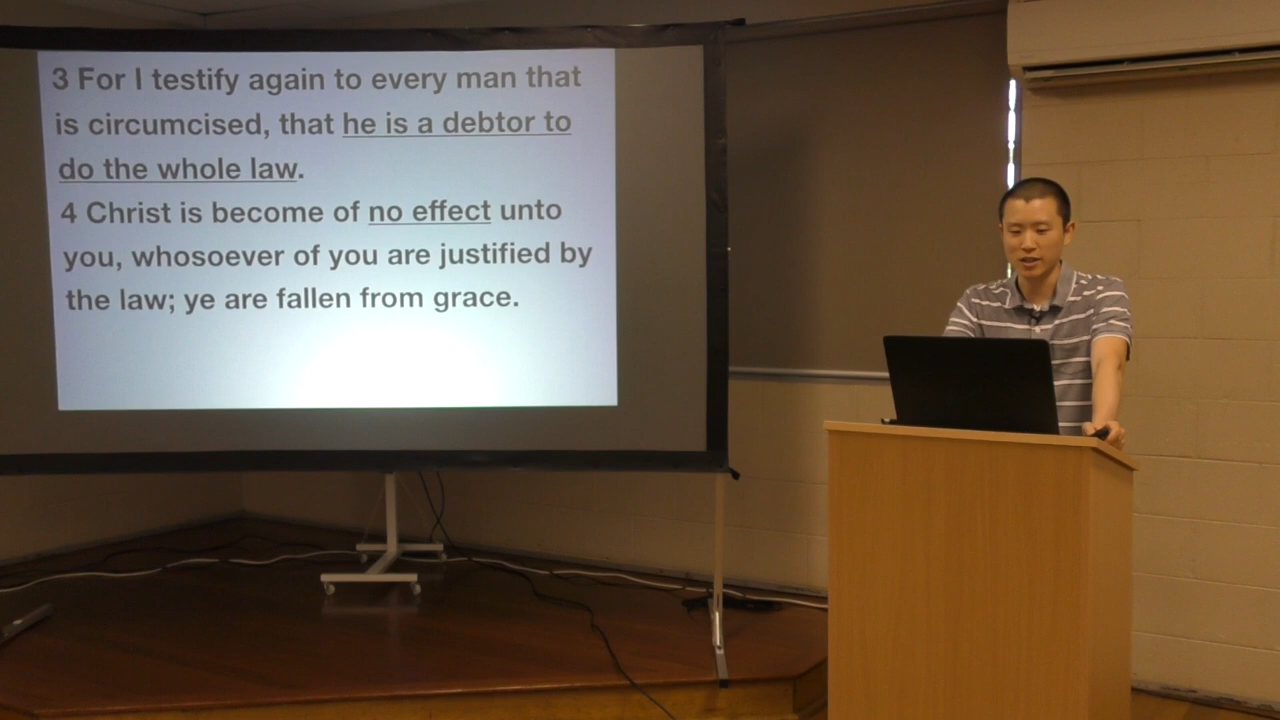 3 For I testify again to every man that
is circumcised, that he is a debtor to
do the whole law.
4 Christ is become of no effect unto
you, whosoever of you are justified by
the law; ye are fallen from grace.